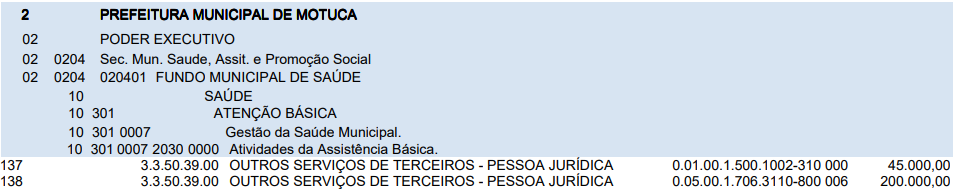 2 PREFEITURA MUNICIPAL DE MOTUCA
02 PODER EXECUTIVO
02 0204 Sec. Mun. Saude, Assit. e Promoção Social
02 0204 020401 FUNDO MUNICIPAL DE SAÚDE
10 SAÚDE
10 301 ATENÇÃO BÁSICA
10 301 0007 Gestão da Saúde Municipal.
10 301 0007 2030 0000 Atividades da Assistência Básica.
137 3.3.50.39.00 OUTROS SERVIÇOS DE TERCEIROS - PESSOA JURÍDICA 0.01.00.1.500.1002-310 000 45.000,00
138 3.3.50.39.00 OUTROS SERVIÇOS DE TERCEIROS - PESSOA JURÍDICA 0.05.00.1.706.3110-800 006 200.000,00